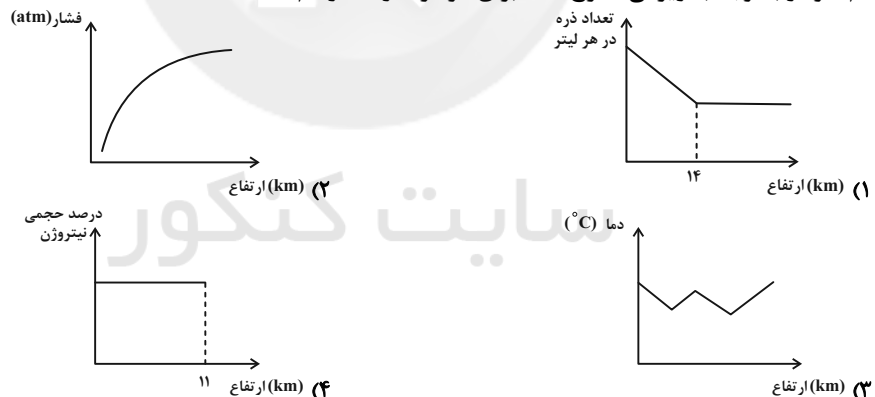 تعداد ذره
در هر لیتر
۱۴
ارتفاع (km) (۱
فشار (atm)
ارتفاع (km) (۲
دما (°C)
ارتفاع (km) (۳
درصد حجمی
نیتروژن
۱۱
ارتفاع (km) (۴
سایت کنکور